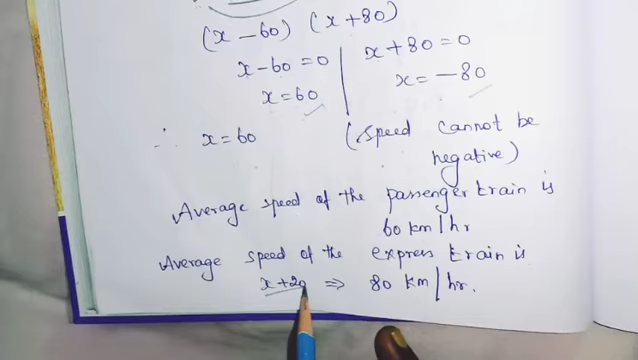 (x - 60) (x + 80)
x - 60 = 0 | x + 80 = 0
x = 60 | x = -80
∴ x = 60 (speed cannot be
negative)
Average speed of the passenger train is
60 km/hr
Average speed of the express train is
x + 20 ⇒ 80 km/hr.